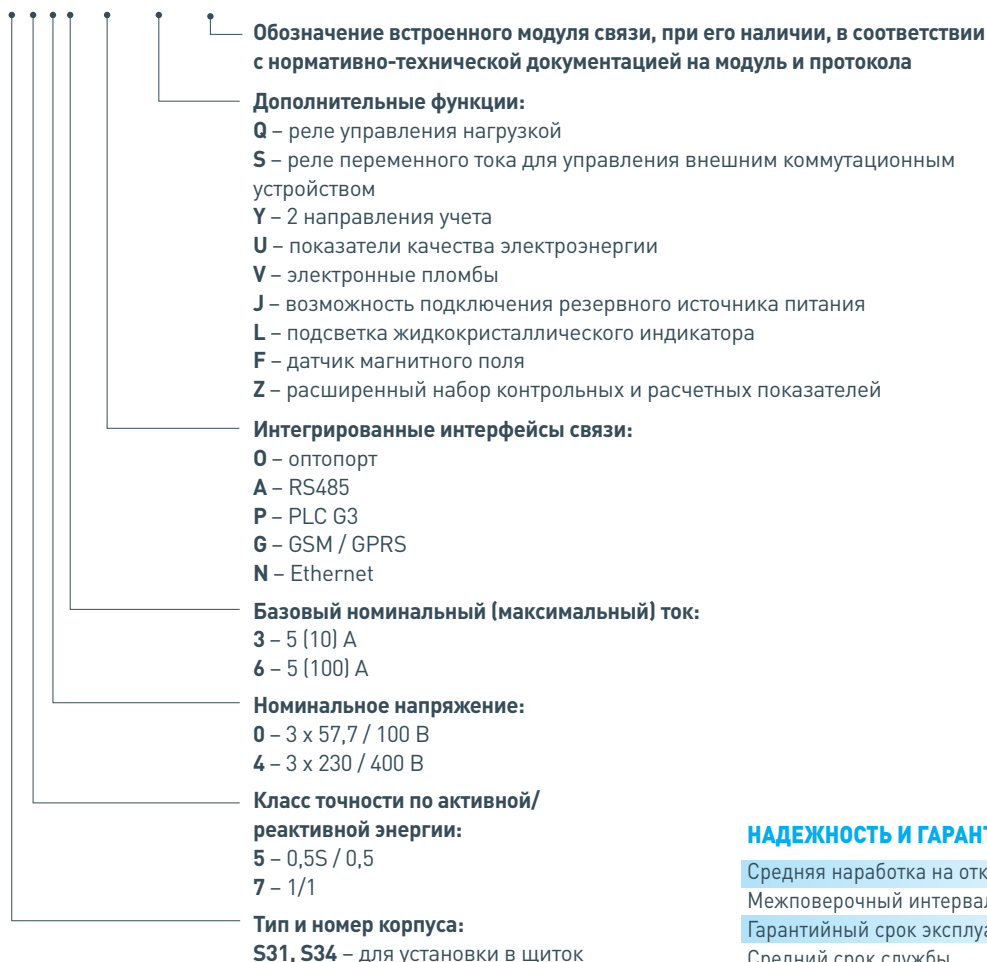 Обозначение встроенного модуля связи, при его наличии, в соответствии
с нормативно-технической документацией на модуль и протокола
Дополнительные функции:
Q – реле управления нагрузкой
S – реле переменного тока для управления внешним коммутационным
устройством
Y – 2 направления учета
U – показатели качества электроэнергии
V – электронные пломбы
J – возможность подключения резервного источника питания
L – подсветка жидкокристаллического индикатора
F – датчик магнитного поля
Z – расширенный набор контрольных и расчетных показателей
Интегрированные интерфейсы связи:
O – оптопорт
A – RS485
P – PLC G3
G – GSM / GPRS
N – Ethernet
Базовый номинальный (максимальный) ток:
3 – 5 (10) А
6 – 5 (100) А
Номинальное напряжение:
0 – 3 x 57,7 / 100 В
4 – 3 x 230 / 400 В
Класс точности по активной/
реактивной энергии:
5 – 0,5S / 0,5
7 – 1/1
Тип и номер корпуса:
S31, S34 – для установки в щиток
НАДЕЖНОСТЬ И ГАРАНТ
Средняя наработка на отк
Межповерочный интервал
Гарантийный срок эксплуа
Средний срок службы